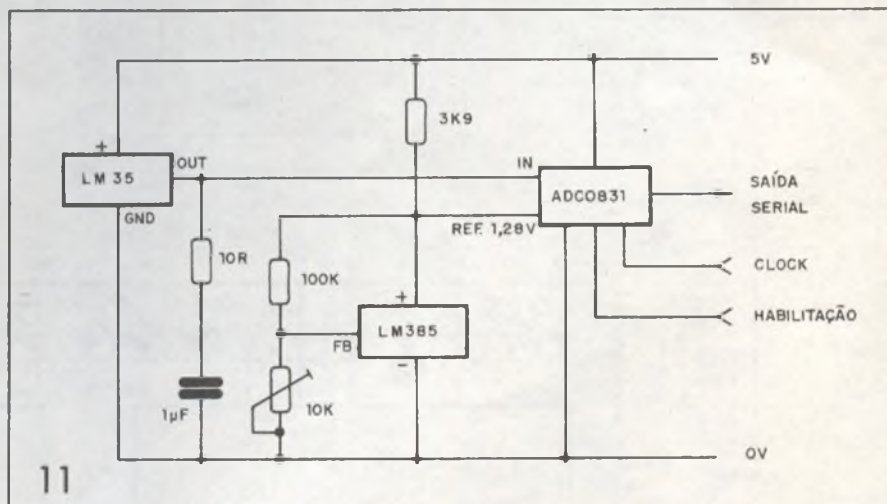 5V
3K9
+
LM 35
OUT
GND
IN
ADC0831
SAÍDA
SERIAL
REF. 1,28V
10R
100K
CLOCK
+
LM385
FB
-
HABILITAÇÃO
1µF
10K
0V
11